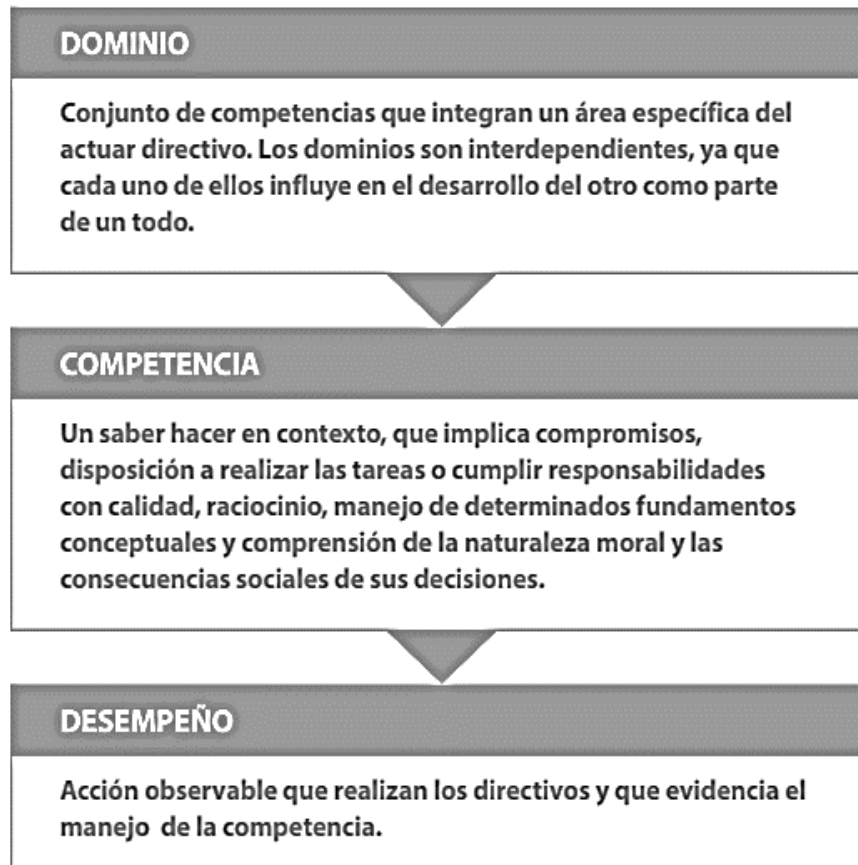 DOMINIO
Conjunto de competencias que integran un área específica del
actuar directivo. Los dominios son interdependientes, ya que
cada uno de ellos influye en el desarrollo del otro como parte
de un todo.
COMPETENCIA
Un saber hacer en contexto, que implica compromisos,
disposición a realizar las tareas o cumplir responsabilidades
con calidad, raciocinio, manejo de determinados fundamentos
conceptuales y comprensión de la naturaleza moral y las
consecuencias sociales de sus decisiones.
DESEMPEÑO
Acción observable que realizan los directivos y que evidencia el
manejo de la competencia.